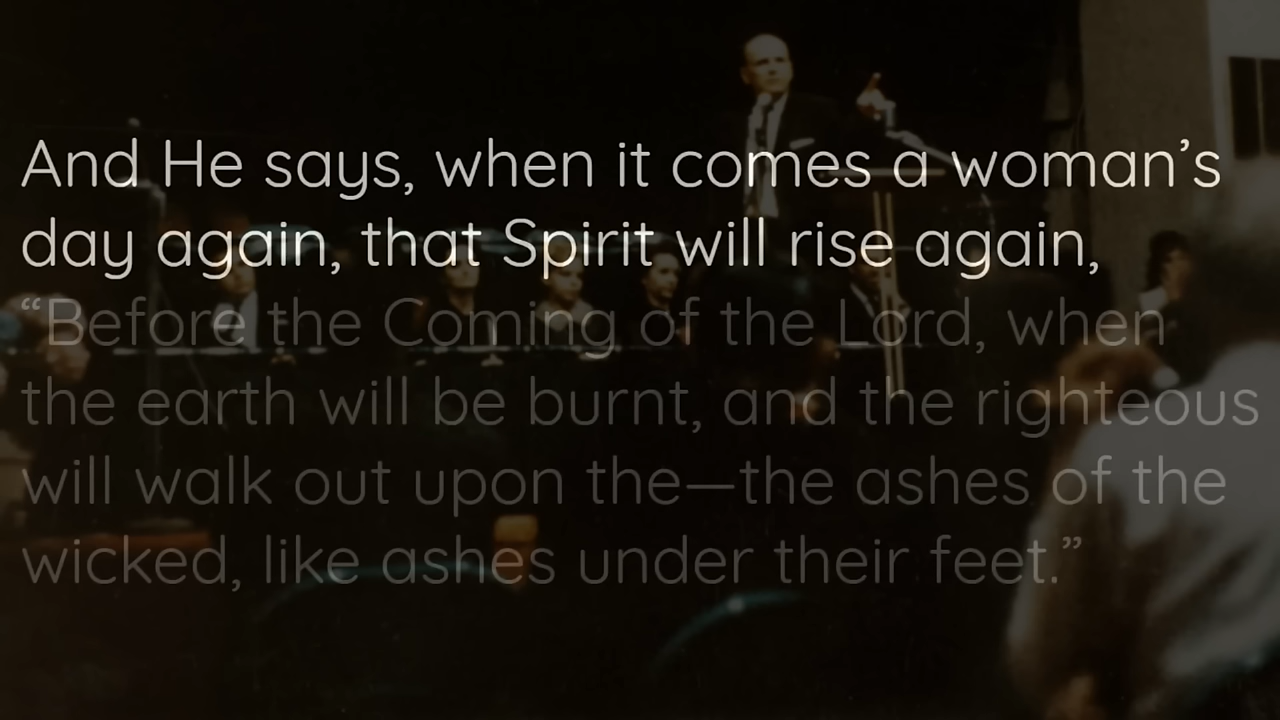 And He says, when it comes a woman’s
day again, that Spirit will rise again,
“Before the Coming of the Lord, when
the earth will be burnt, and the righteous
will walk out upon the—the ashes of the
wicked, like ashes under their feet.”